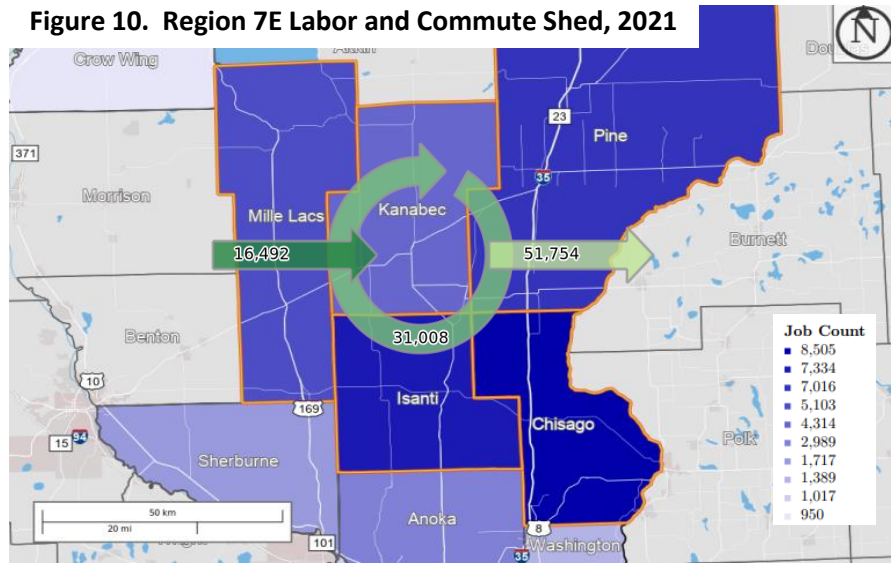 Figure 10. Region 7E Labor and Commute Shed, 2021
N
Crow Wing
Aitkin
Douglas
371
23
Pine
35
Morrison
Mille Lacs
Kanabec
Burnett
16,492
51,754
Benton
31,008
Job Count
8,505
7,334
7,016
5,103
4,314
2,989
1,717
1,389
1,017
950
10
169
Isanti
Chisago
Polk
15
94
Sherburne
50 km
20 mi
Anoka
8
Washington
101
35